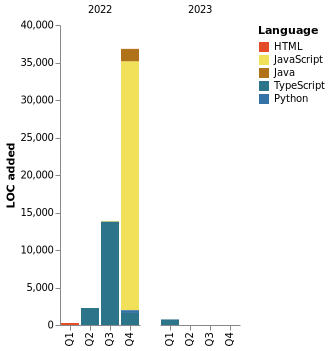 2022 2023
Language
HTML
JavaScript
Java
TypeScript
Python
LOC added
40,000
35,000
30,000
25,000
20,000
15,000
10,000
5,000
0
Q1 Q2 Q3 Q4 Q1 Q2 Q3 Q4